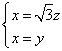 x = √3z
x = y